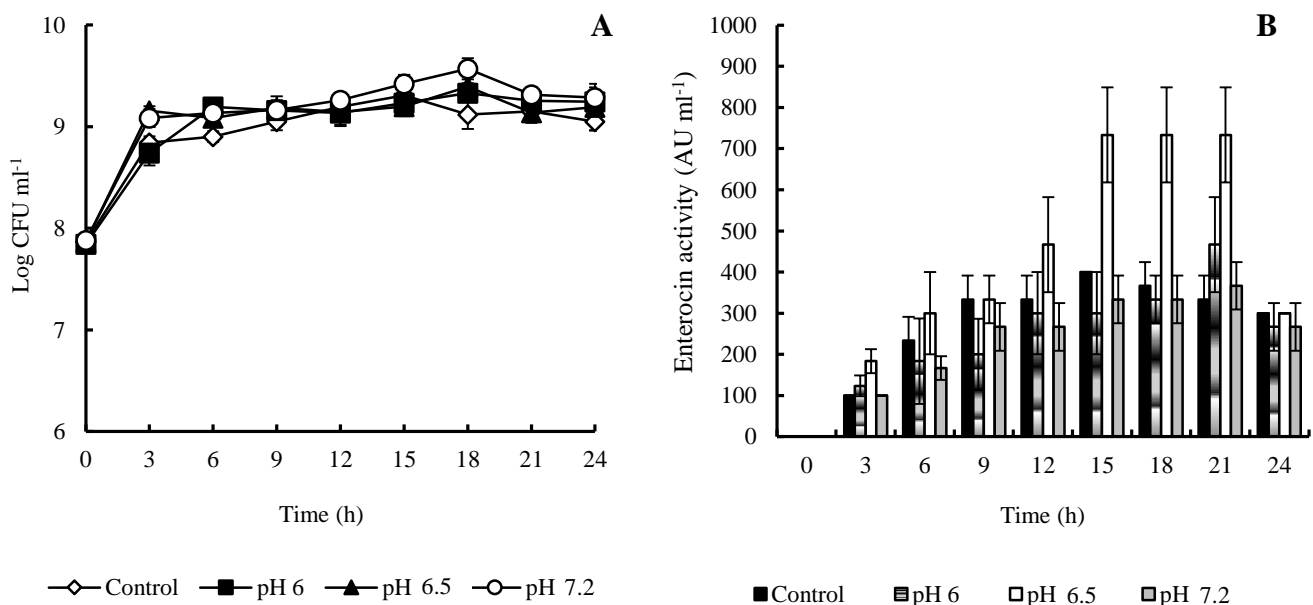 A
Log CFU ml-1
10
9
8
7
6
0 3 6 9 12 15 18 21 24
Time (h)
Control pH 6 pH 6.5 pH 7.2
B
Enterocin activity (AU ml-1)
1000
900
800
700
600
500
400
300
200
100
0
0 3 6 9 12 15 18 21 24
Time (h)
Control pH 6 pH 6.5 pH 7.2